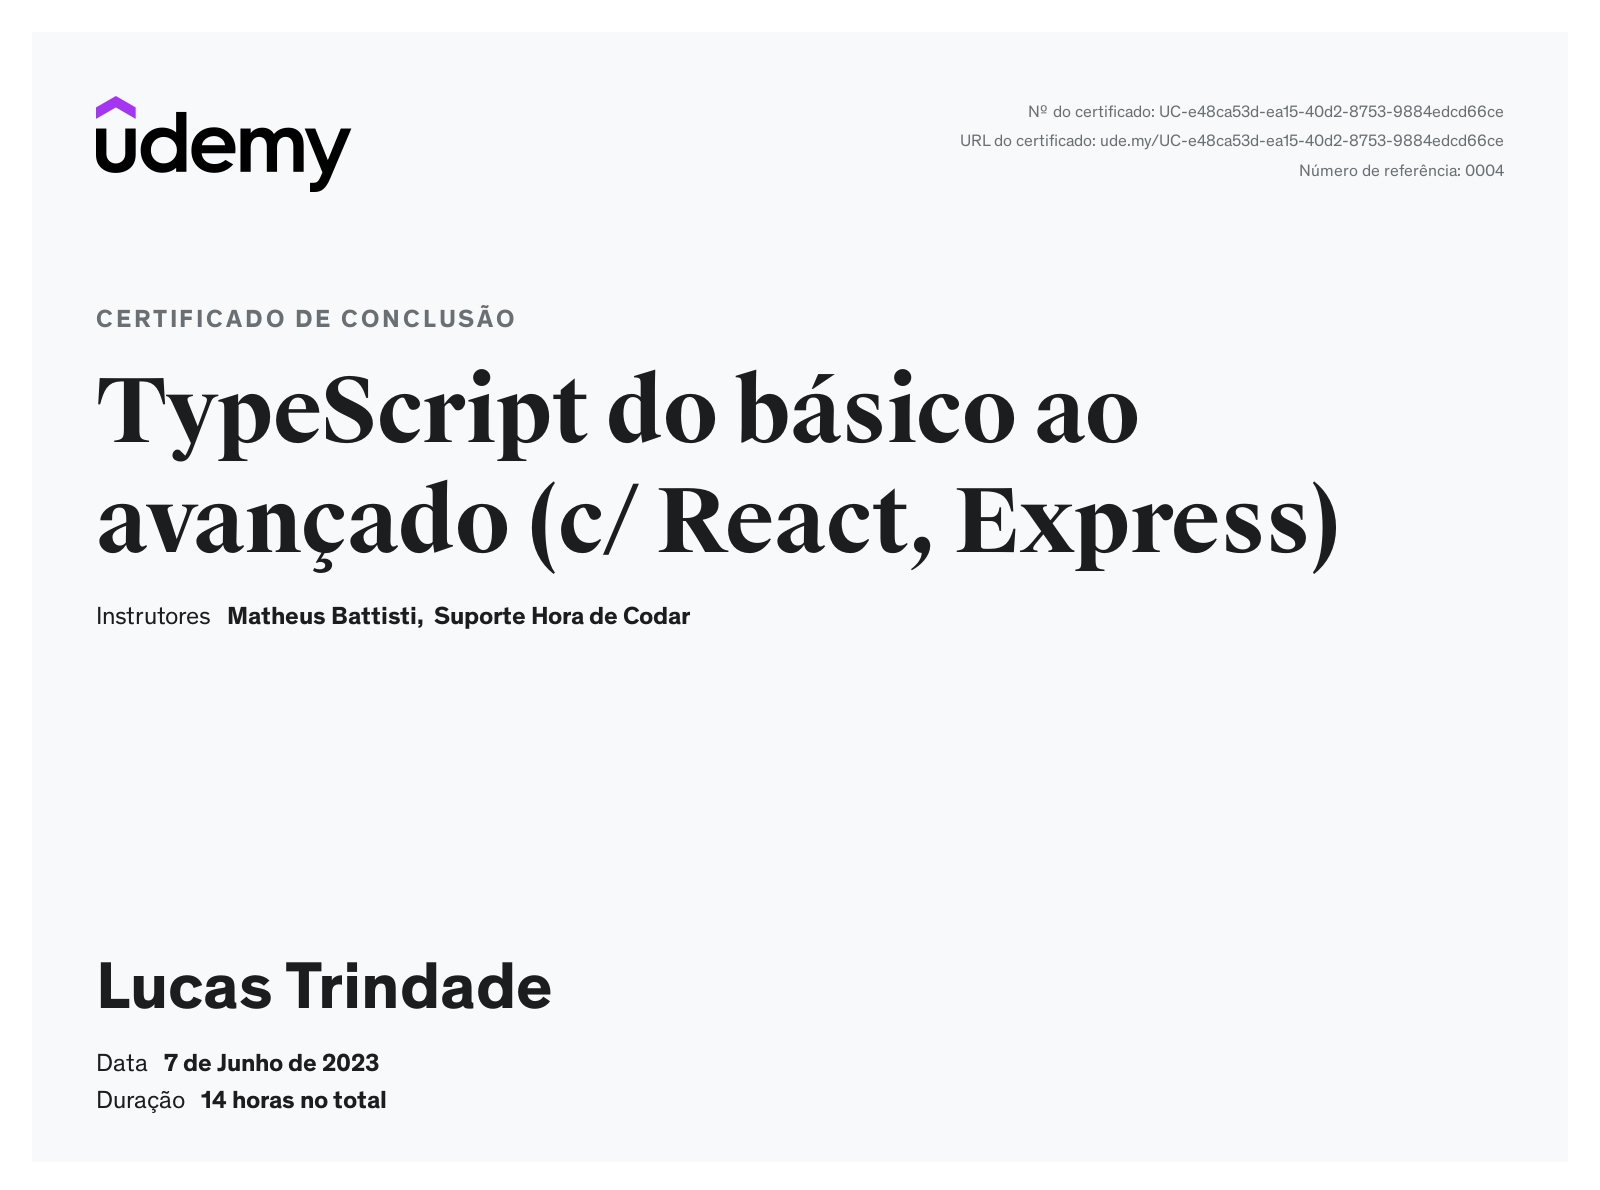 udemy
Nº do certificado: UC-e48ca53d-ea15-40d2-8753-9884edcd66ce
URL do certificado: ude.my/UC-e48ca53d-ea15-40d2-8753-9884edcd66ce
Número de referência: 0004
CERTIFICADO DE CONCLUSÃO
TypeScript do básico ao
avançado (c/ React, Express)
Instrutores Matheus Battisti, Suporte Hora de Codar
Lucas Trindade
Data 7 de Junho de 2023
Duração 14 horas no total